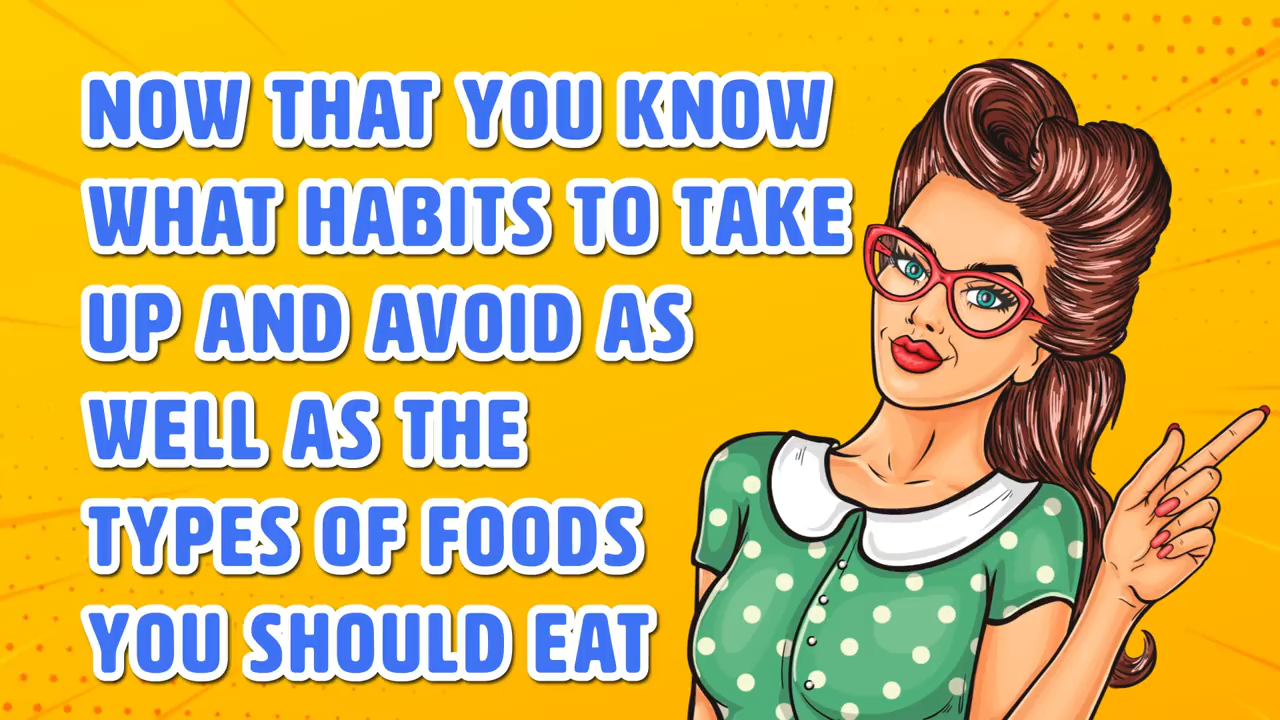 NOW THAT YOU KNOW
WHAT HABITS TO TAKE
UP AND AVOID AS
WELL AS THE
TYPES OF FOODS
YOU SHOULD EAT